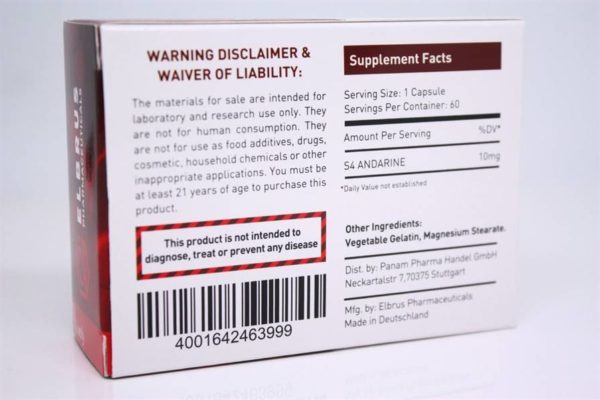 WARNING DISCLAIMER &
WAIVER OF LIABILITY:
The materials for sale are intended for
laboratory and research use only. They
are not for human consumption. They
are not for use as food additives, drugs,
cosmetic, household chemicals or other
inappropriate applications. You must be
at least 21 years of age to purchase this
product.
This product is not intended to
diagnose, treat or prevent any disease
4001642463999
Supplement Facts
Serving Size: 1 Capsule
Servings Per Container: 60
Amount Per Serving %DV*
S4 ANDARINE 10mg
*Daily Value not established
Other Ingredients:
Vegetable Gelatin, Magnesium Stearate.
Dist. by: Panam Pharma Handel GmbH
Neckartalstr 7,70375 Stuttgart
Mfg. by: Elbrus Pharmaceuticals
Made in Deutschland
ELBRUS
PHARMACEUTICALS